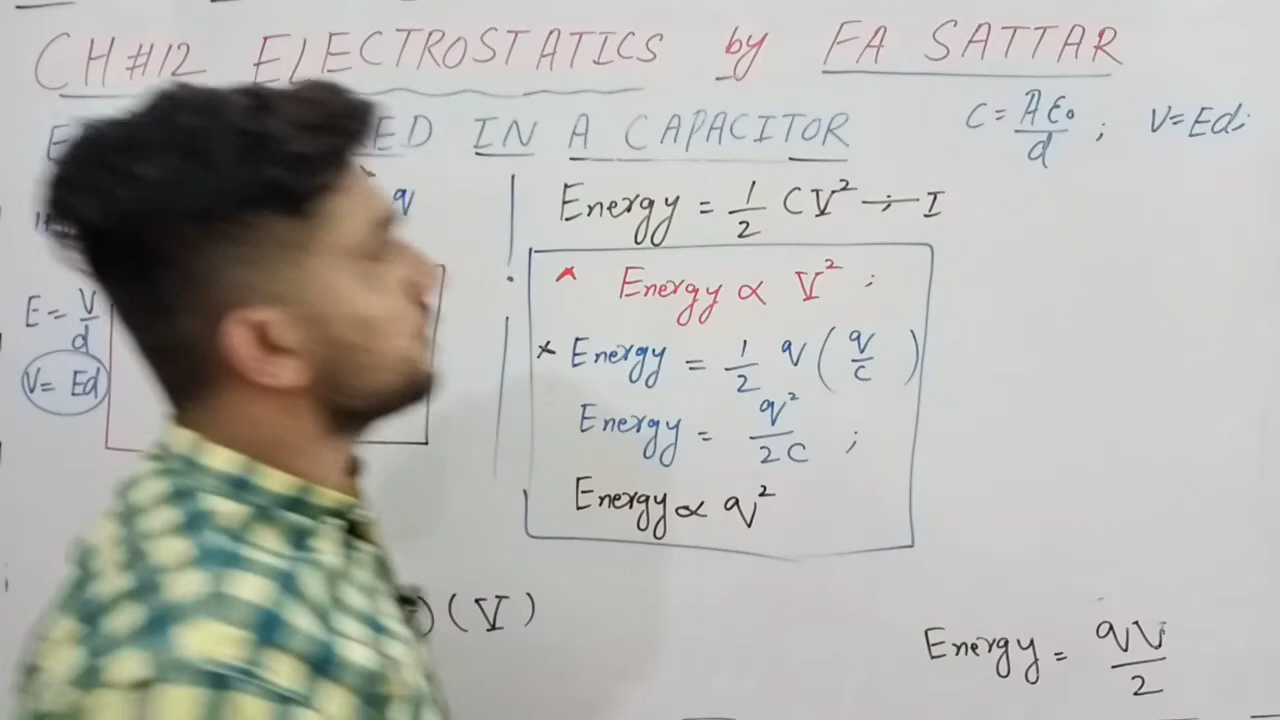 CH#12 ELECTROSTATICS by FA SATTAR
ED IN A CAPACITOR
C = Aε₀/d ; V = Ed;
q
E = V/d
V = Ed
Energy = 1/2 CV² — I
* Energy ∝ V² ;
* Energy = 1/2 q (q/c)
Energy = q²/2C ;
Energy ∝ q²
) (V)
Energy = qV/2